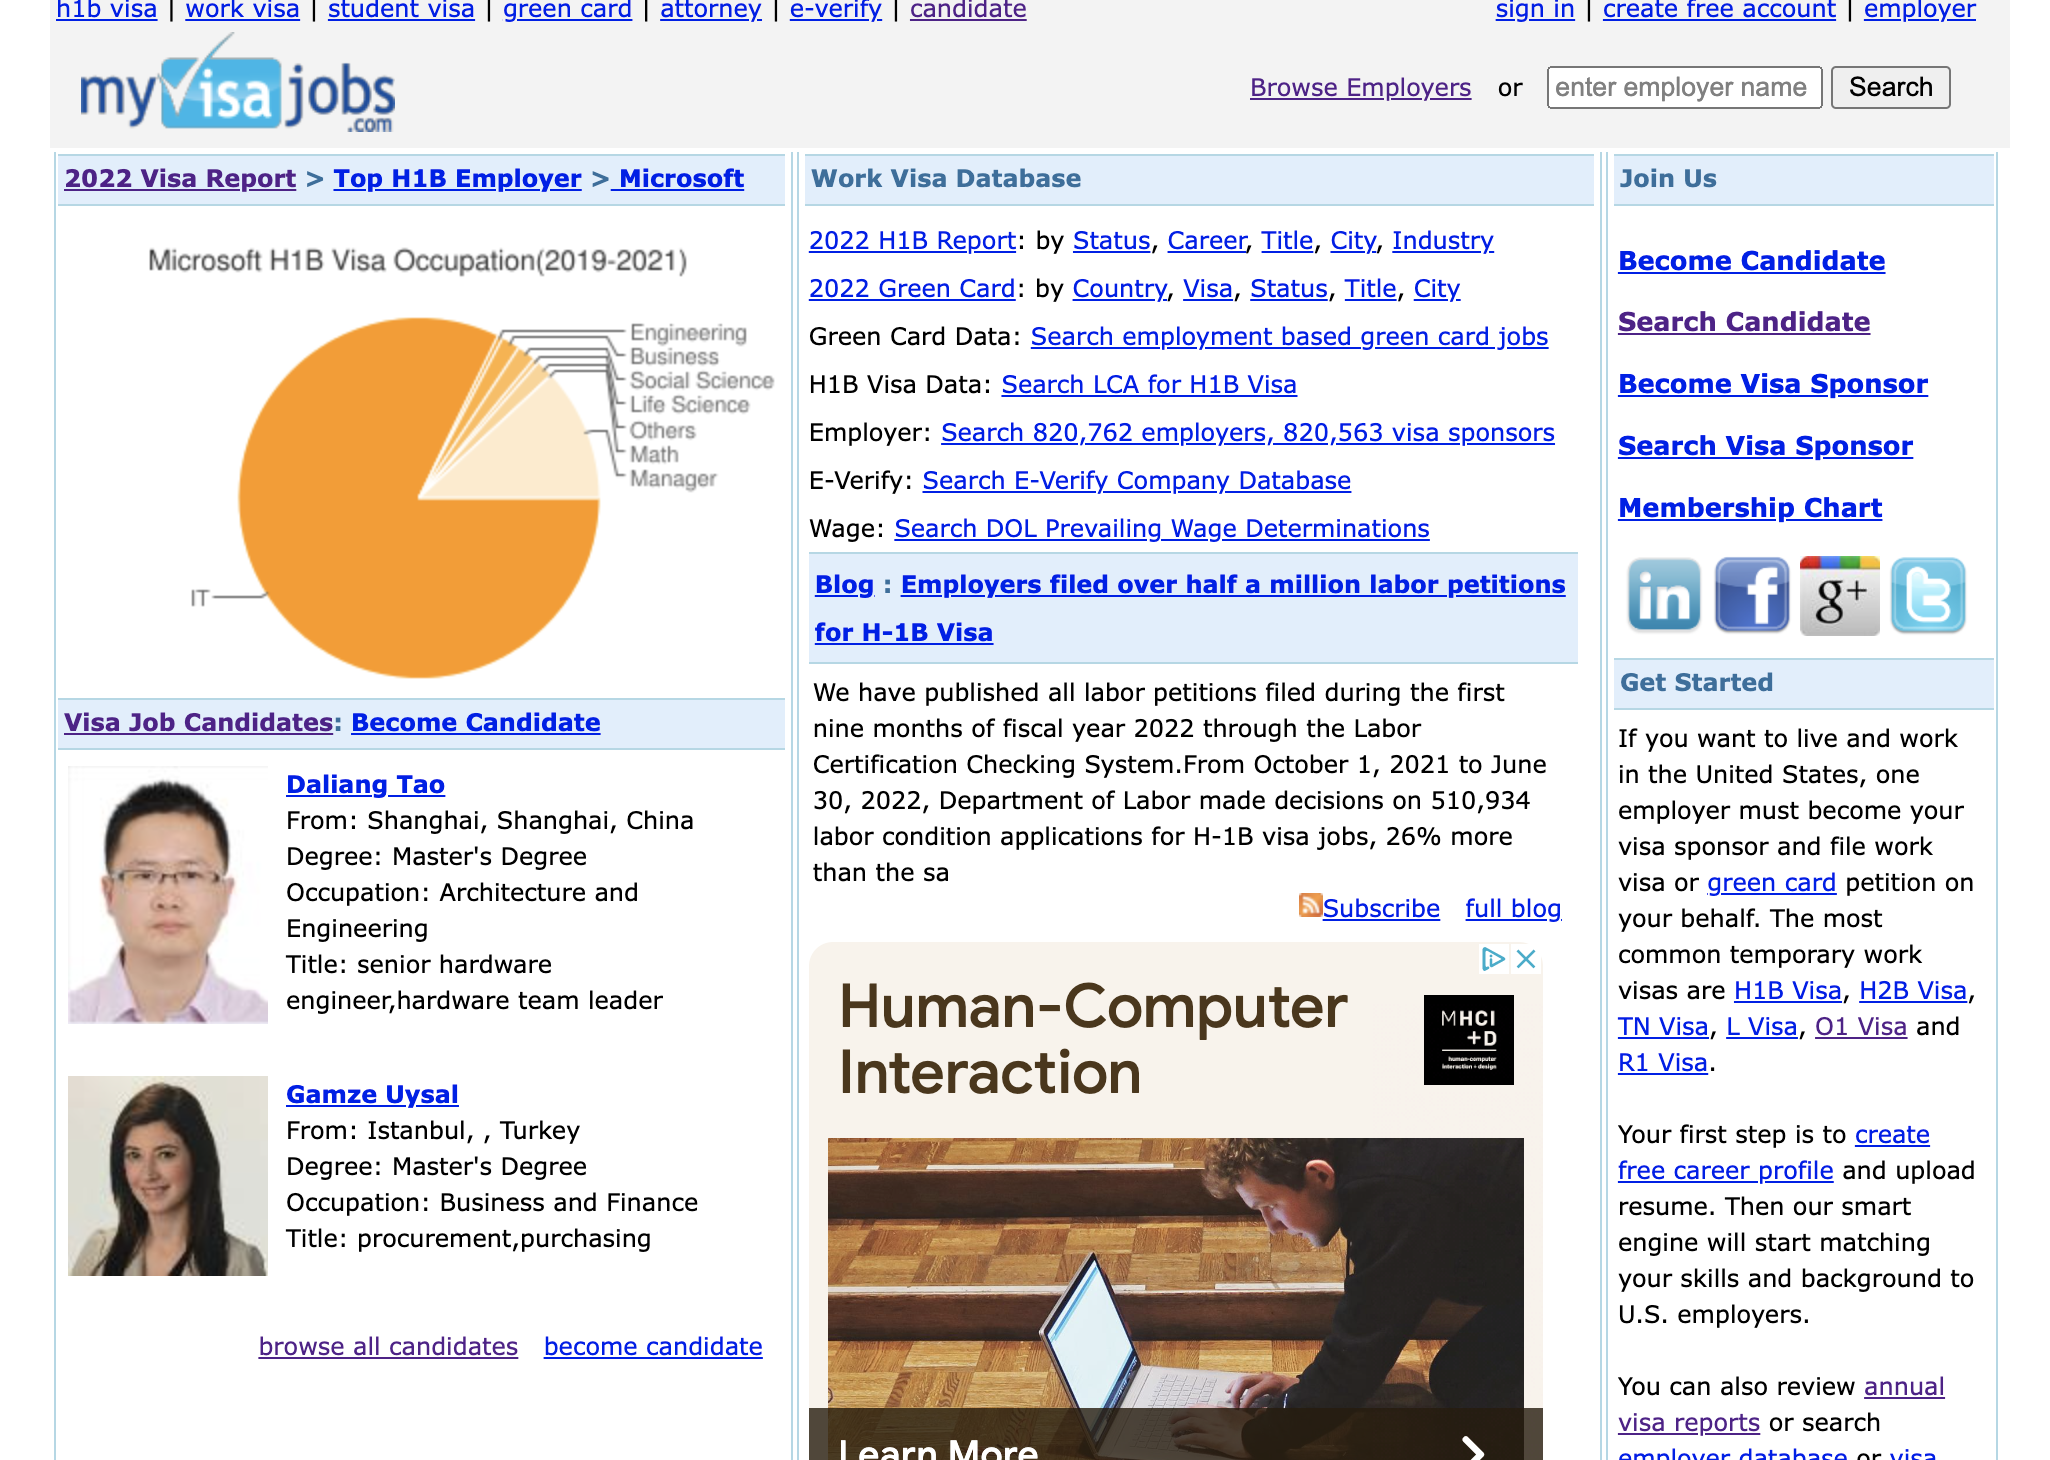 h1b visa | work visa | student visa | green card | attorney | e-verify | candidate
sign in | create free account | employer
myvisajobs
.com
Browse Employers or enter employer name Search
2022 Visa Report > Top H1B Employer > Microsoft
Microsoft H1B Visa Occupation(2019-2021)
Engineering
Business
Social Science
Life Science
Others
Math
Manager
IT
Visa Job Candidates: Become Candidate
Daliang Tao
From: Shanghai, Shanghai, China
Degree: Master's Degree
Occupation: Architecture and
Engineering
Title: senior hardware
engineer,hardware team leader
Gamze Uysal
From: Istanbul, , Turkey
Degree: Master's Degree
Occupation: Business and Finance
Title: procurement,purchasing
browse all candidates become candidate
Work Visa Database
2022 H1B Report: by Status, Career, Title, City, Industry
2022 Green Card: by Country, Visa, Status, Title, City
Green Card Data: Search employment based green card jobs
H1B Visa Data: Search LCA for H1B Visa
Employer: Search 820,762 employers, 820,563 visa sponsors
E-Verify: Search E-Verify Company Database
Wage: Search DOL Prevailing Wage Determinations
Blog : Employers filed over half a million labor petitions
for H-1B Visa
We have published all labor petitions filed during the first
nine months of fiscal year 2022 through the Labor
Certification Checking System.From October 1, 2021 to June
30, 2022, Department of Labor made decisions on 510,934
labor condition applications for H-1B visa jobs, 26% more
than the sa
Subscribe full blog
Human-Computer
Interaction
MHCI
+D
human-computer
interaction + design
Learn More
Join Us
Become Candidate
Search Candidate
Become Visa Sponsor
Search Visa Sponsor
Membership Chart
in f g+ t
Get Started
If you want to live and work
in the United States, one
employer must become your
visa sponsor and file work
visa or green card petition on
your behalf. The most
common temporary work
visas are H1B Visa, H2B Visa,
TN Visa, L Visa, O1 Visa and
R1 Visa.
Your first step is to create
free career profile and upload
resume. Then our smart
engine will start matching
your skills and background to
U.S. employers.
You can also review annual
visa reports or search
employer database or visa